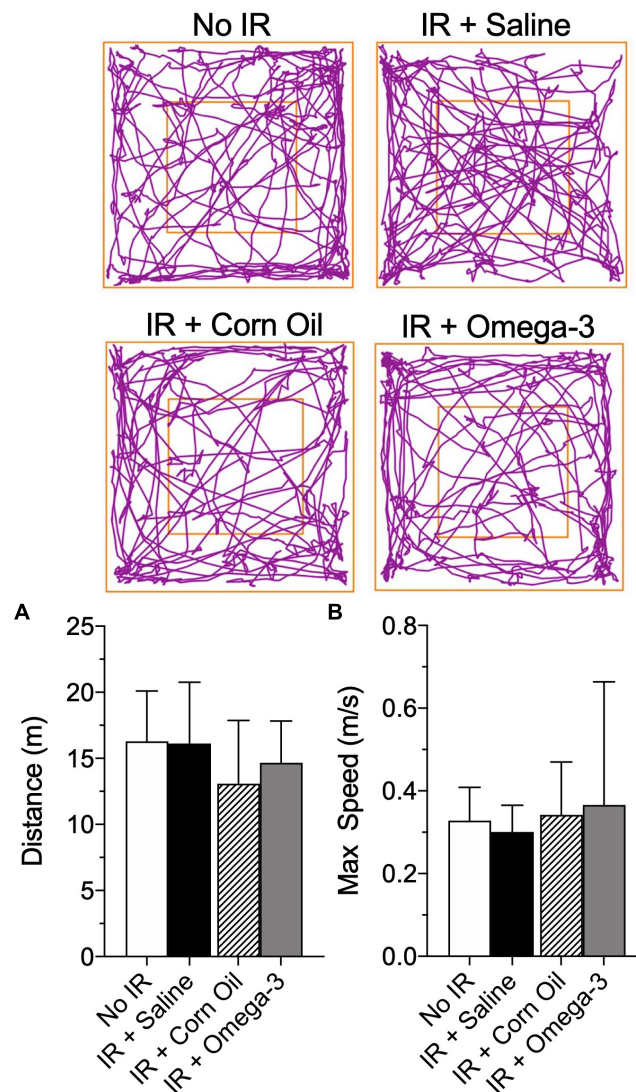 No IR
IR + Saline
IR + Corn Oil
IR + Omega-3
A
Distance (m)
25
20
15
10
5
0
No IR
IR + Saline
IR + Corn Oil
IR + Omega-3
B
Max Speed (m/s)
0.8
0.6
0.4
0.2
0.0
No IR
IR + Saline
IR + Corn Oil
IR + Omega-3